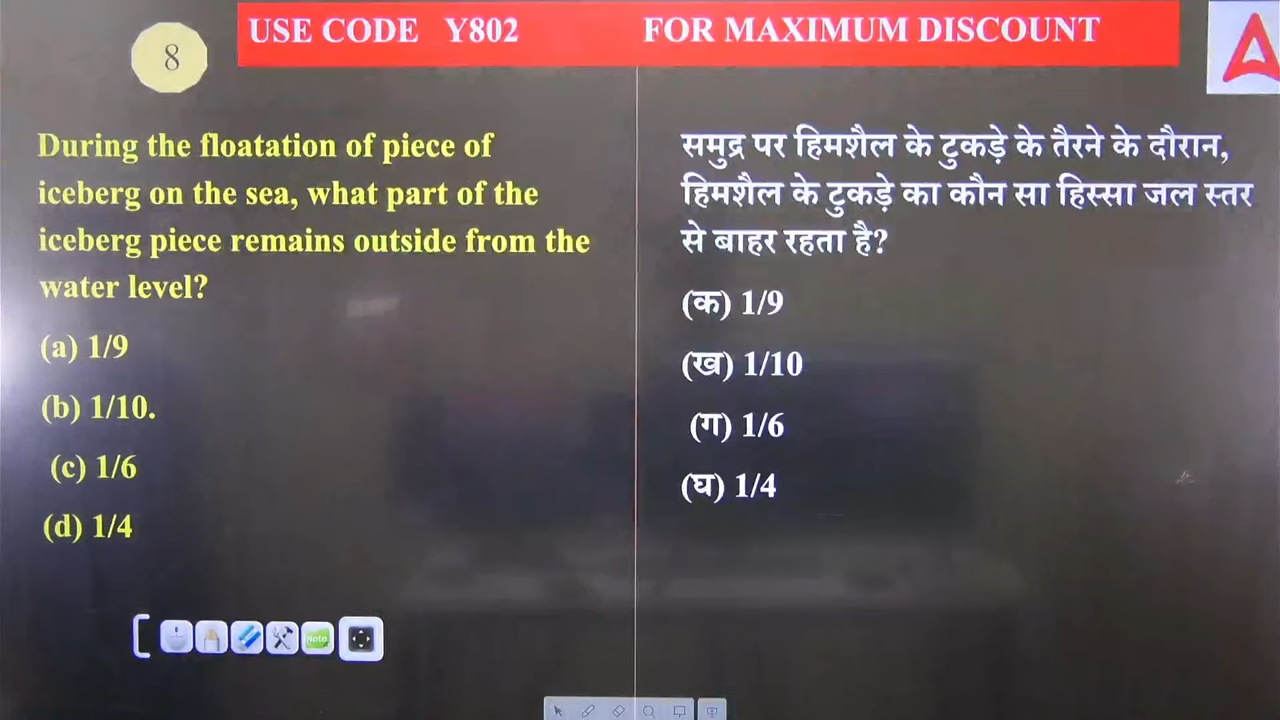 USE CODE Y802 FOR MAXIMUM DISCOUNT
8
During the floatation of piece of
iceberg on the sea, what part of the
iceberg piece remains outside from the
water level?
(a) 1/9
(b) 1/10.
(c) 1/6
(d) 1/4
समुद्र पर हिमशैल के टुकड़े के तैरने के दौरान,
हिमशैल के टुकड़े का कौन सा हिस्सा जल स्तर
से बाहर रहता है?
(क) 1/9
(ख) 1/10
(ग) 1/6
(घ) 1/4
Note